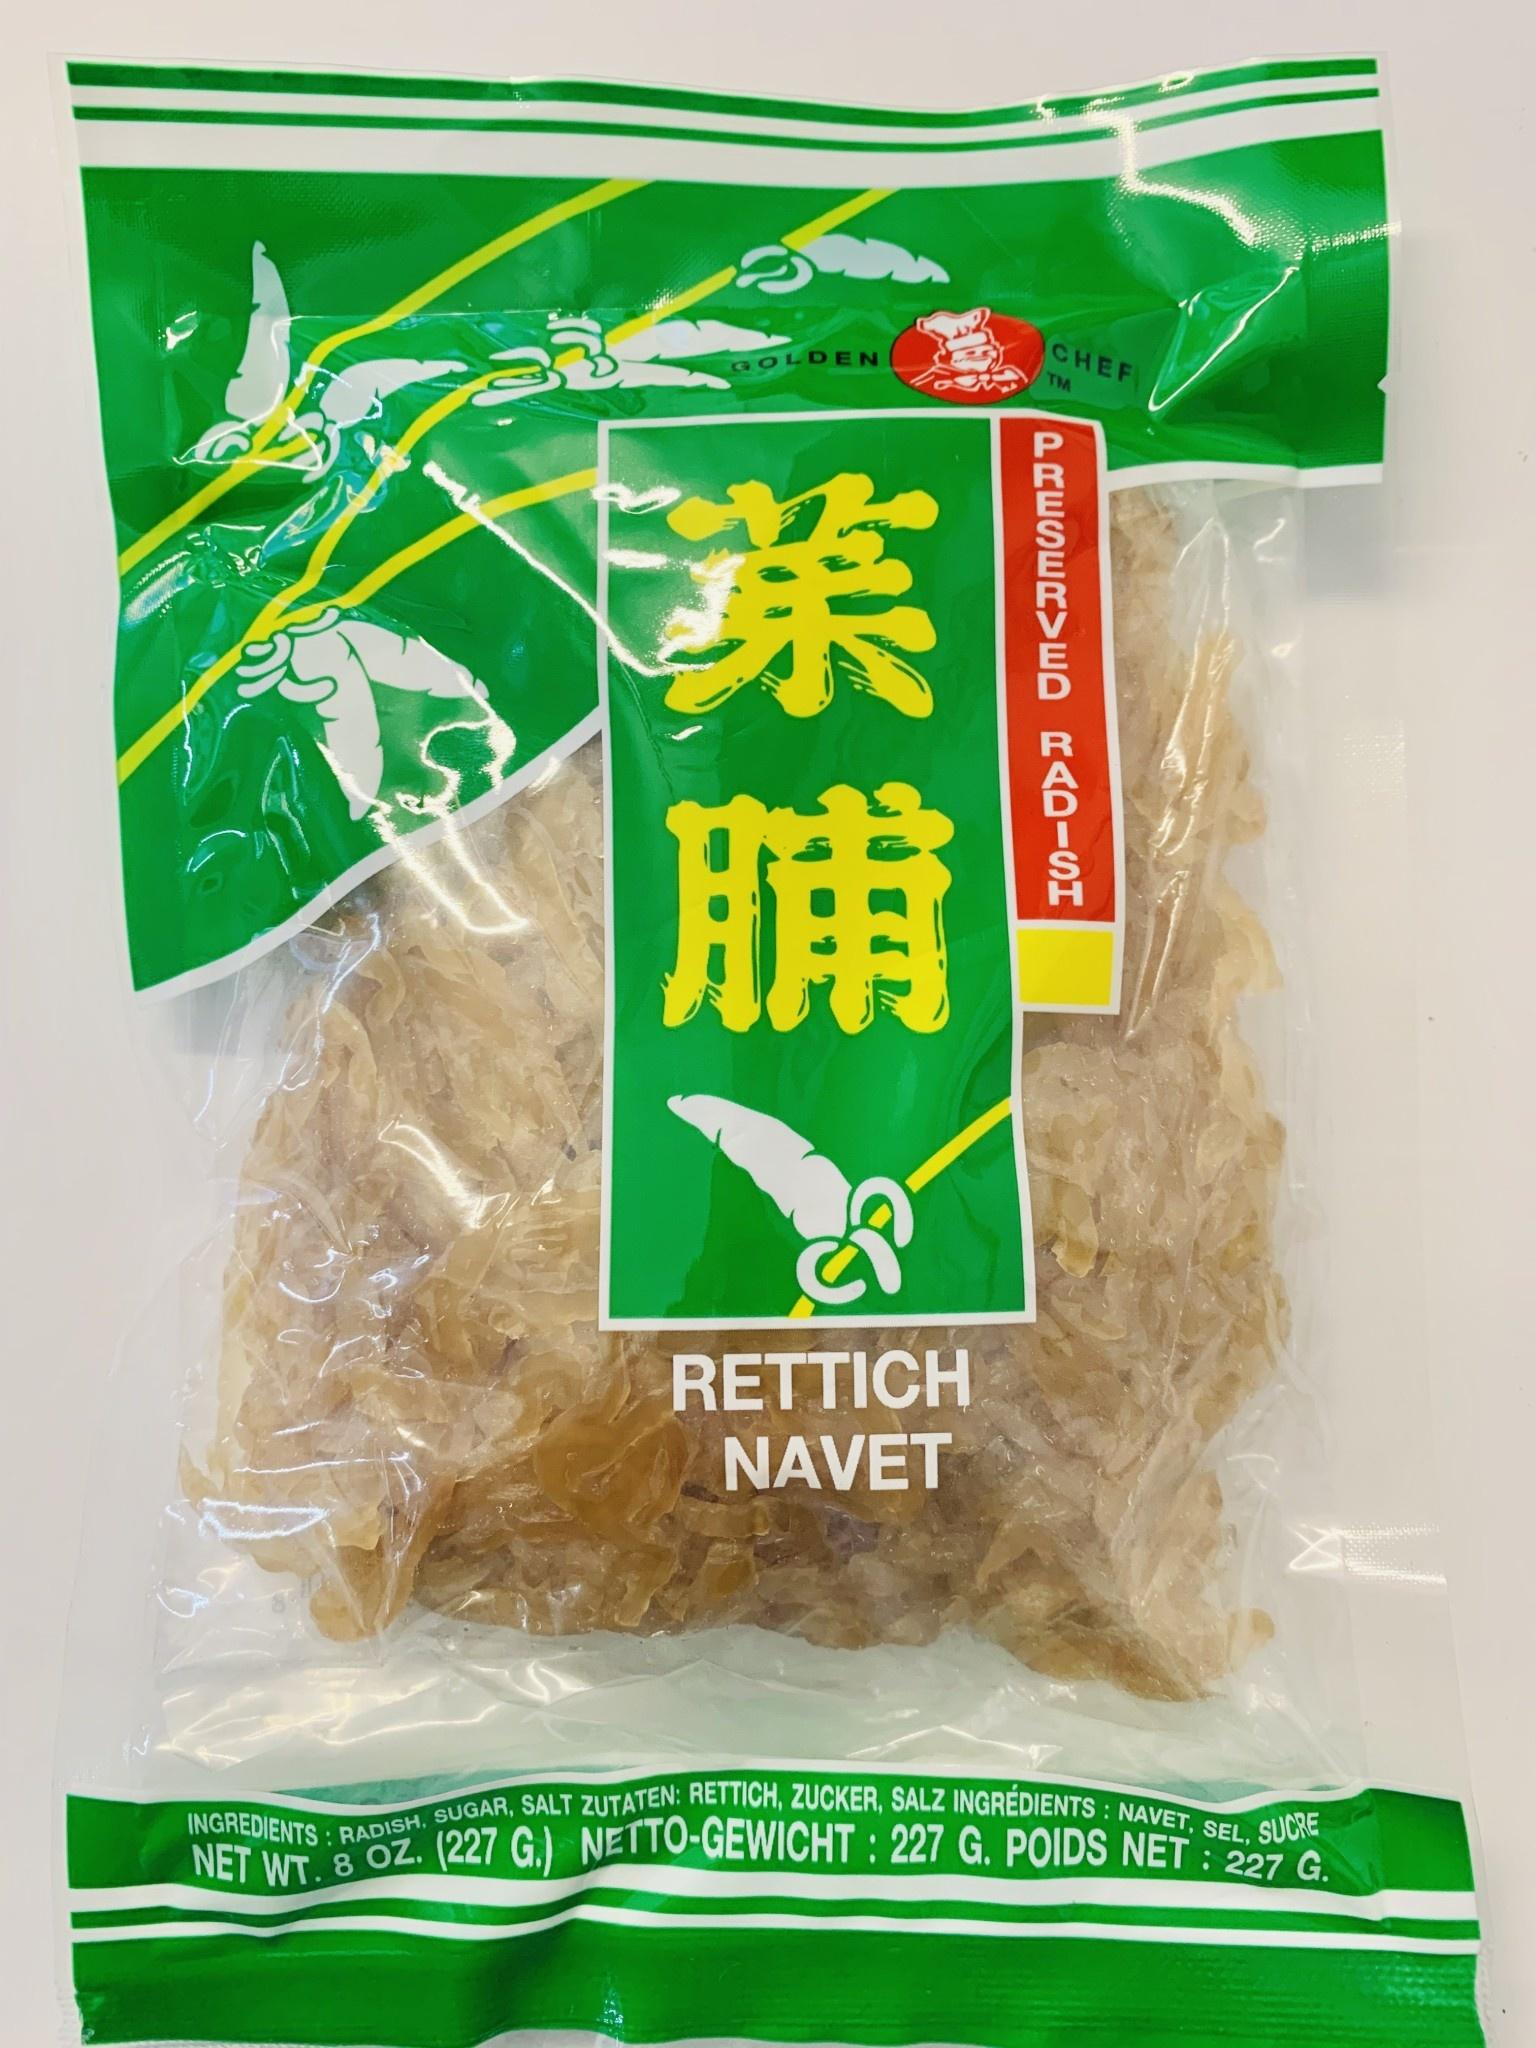 GOLDEN CHEF TM
菜
脯
PRESERVED RADISH
RETTICH
NAVET
INGREDIENTS : RADISH, SUGAR, SALT ZUTATEN: RETTICH, ZUCKER, SALZ INGRÉDIENTS : NAVET, SEL, SUCRE
NET WT. 8 OZ. (227 G.) NETTO-GEWICHT : 227 G. POIDS NET : 227 G.